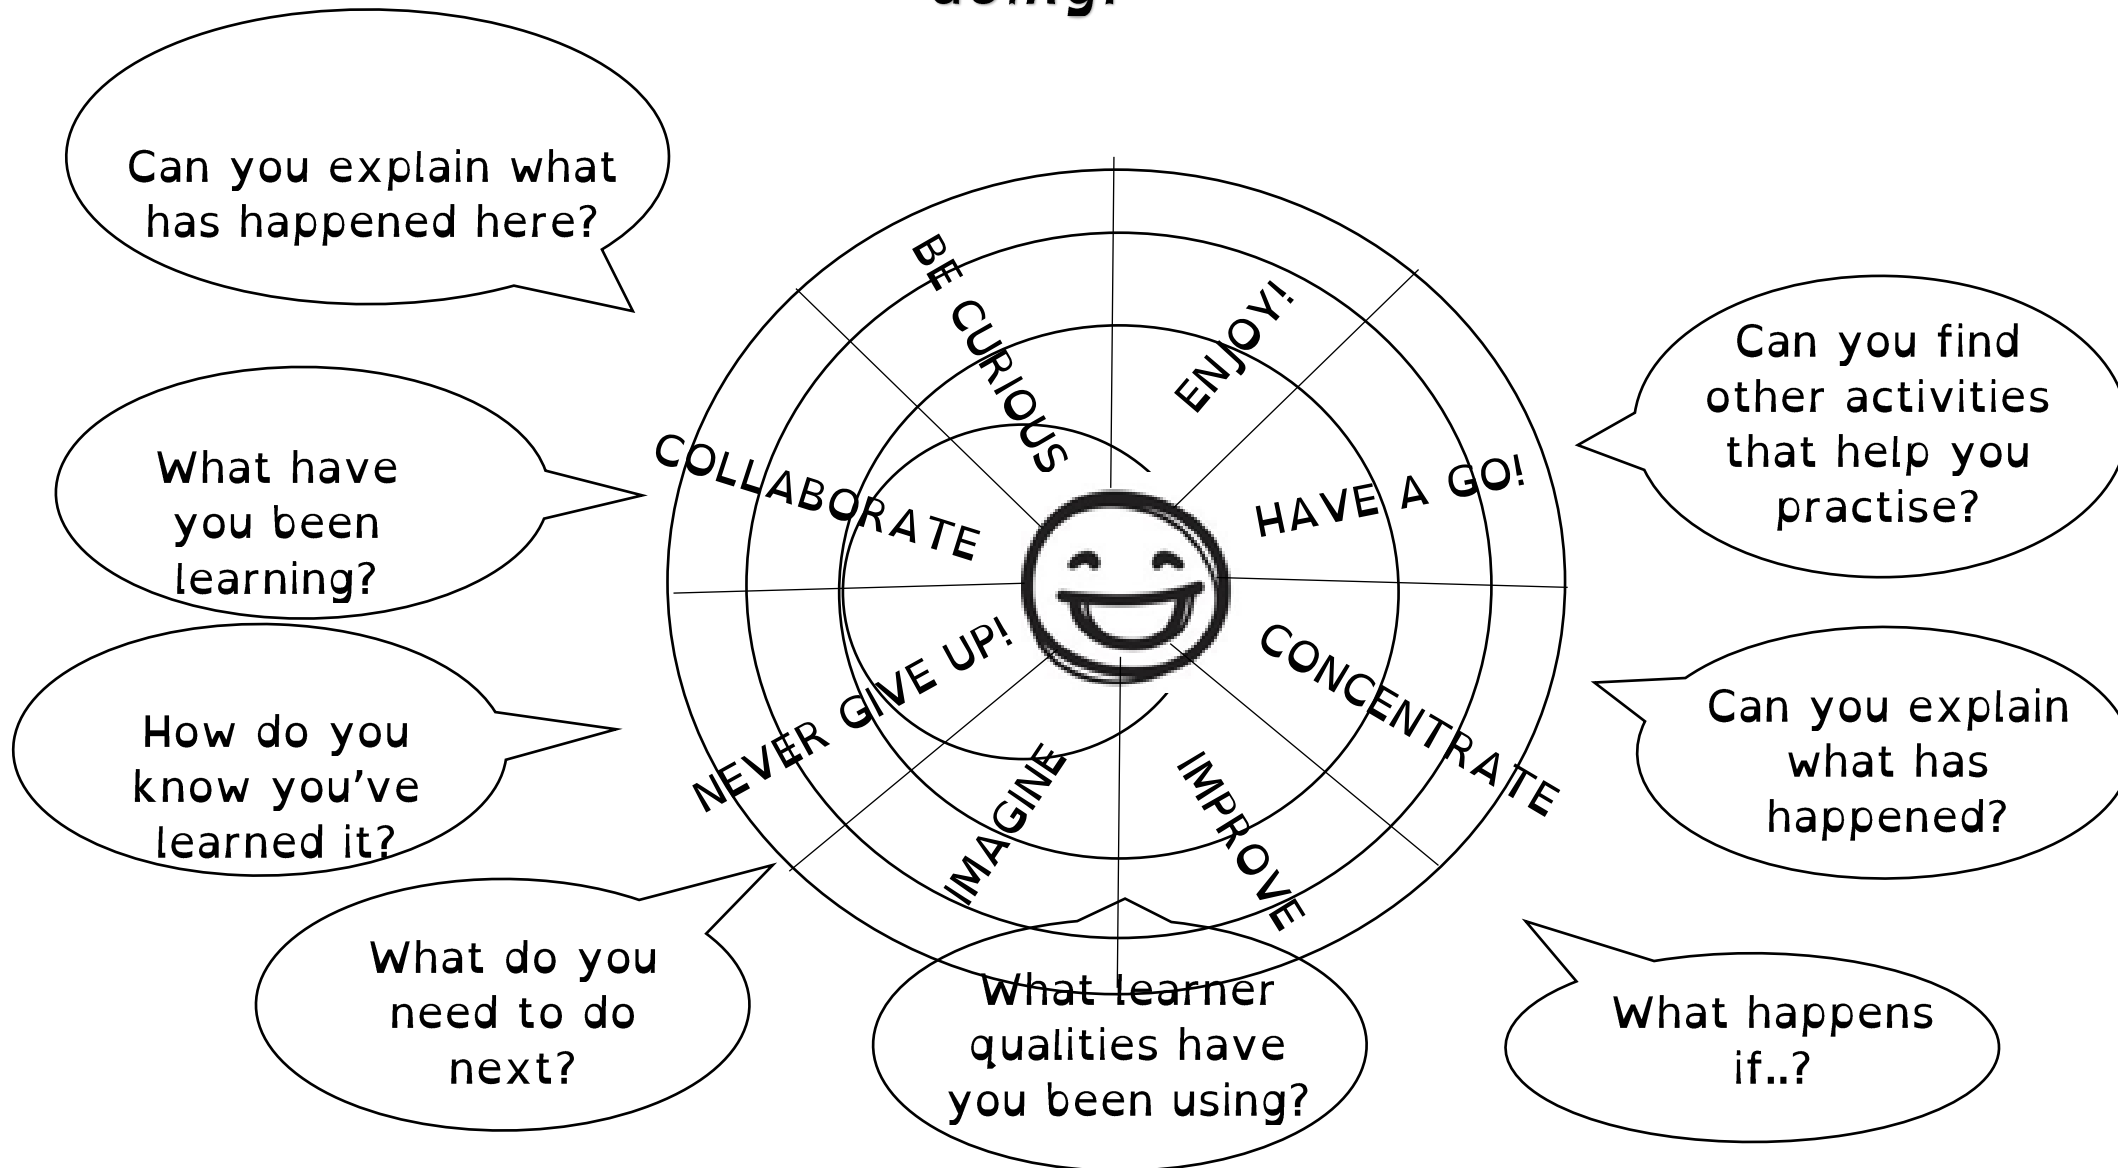 doing?
Can you explain what
has happened here?
What have
you been
learning?
How do you
know you’ve
learned it?
What do you
need to do
next?
BE CURIOUS
ENJOY!
COLLABORATE
HAVE A GO!
NEVER GIVE UP!
CONCENTRATE
IMAGINE
IMPROVE
What learner
qualities have
you been using?
Can you find
other activities
that help you
practise?
Can you explain
what has
happened?
What happens
if..?